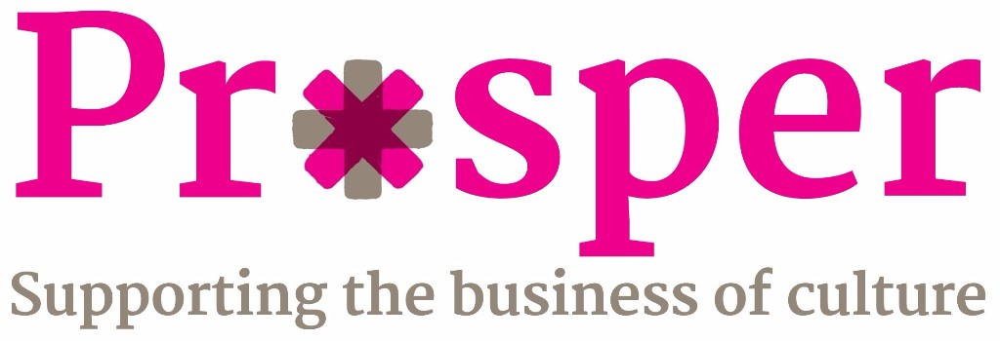 Prosper
Supporting the business of culture